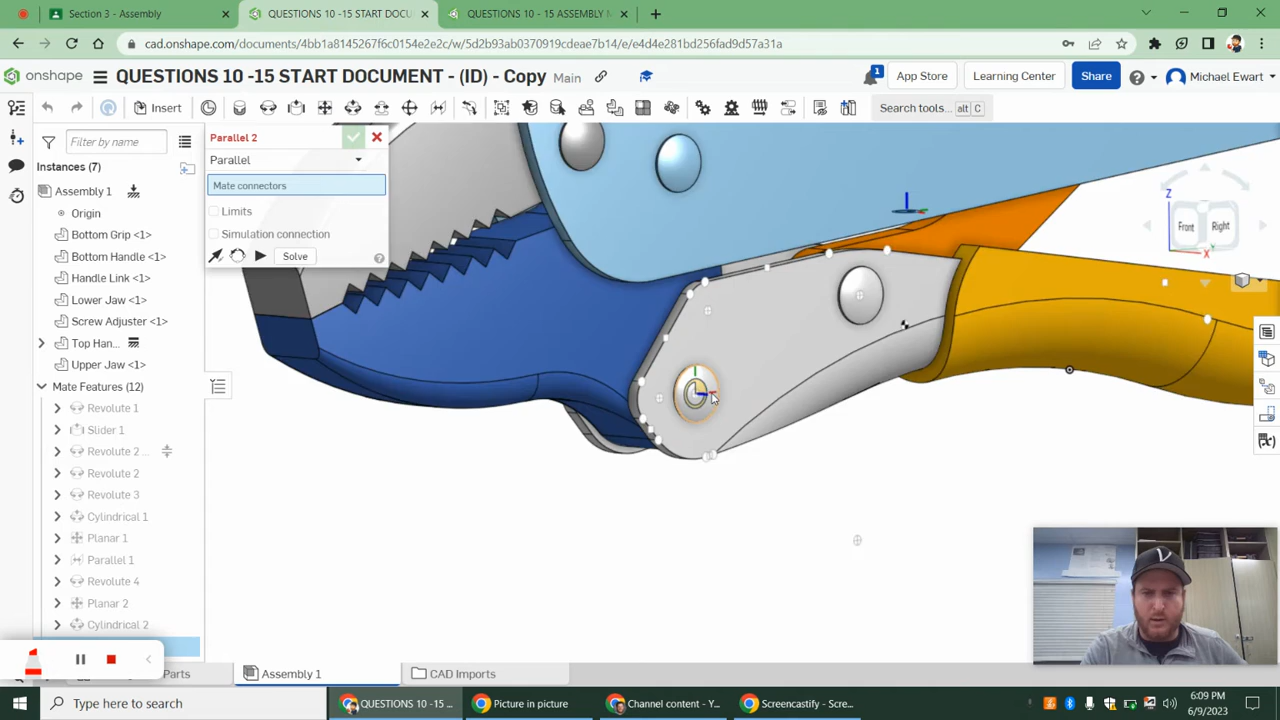 Section 3 - Assembly
QUESTIONS 10 -15 START DOCUM
QUESTIONS 10 - 15 ASSEMBLY M
cad.onshape.com/documents/4bb1a8145267f6c0154e2e2c/w/5d2b93ab0369190cdeae7b14/e/e4d4e281bd256ad9d57a31a
onshape
QUESTIONS 10 -15 START DOCUMENT - (ID) - Copy
Main
1
App Store
Learning Center
Share
Michael Ewart
Insert
Search tools...
alt
C
Filter by name
Parallel 2
Instances (7)
Parallel
Assembly 1
Mate connectors
Origin
Limits
Bottom Grip <1>
Simulation connection
Bottom Handle <1>
Solve
Handle Link <1>
Lower Jaw <1>
Screw Adjuster <1>
Top Han...
Upper Jaw <1>
Mate Features (12)
Revolute 1
Slider 1
Revolute 2 ...
Revolute 2
Revolute 3
Cylindrical 1
Planar 1
Parallel 1
Revolute 4
Planar 2
Cylindrical 2
Z
Front
Right
X
Parts
Assembly 1
CAD Imports
Type here to search
QUESTIONS 10 -15 ...
Picture in picture
Channel content - Y...
Screencastify - Scre...
6:09 PM
6/9/2023